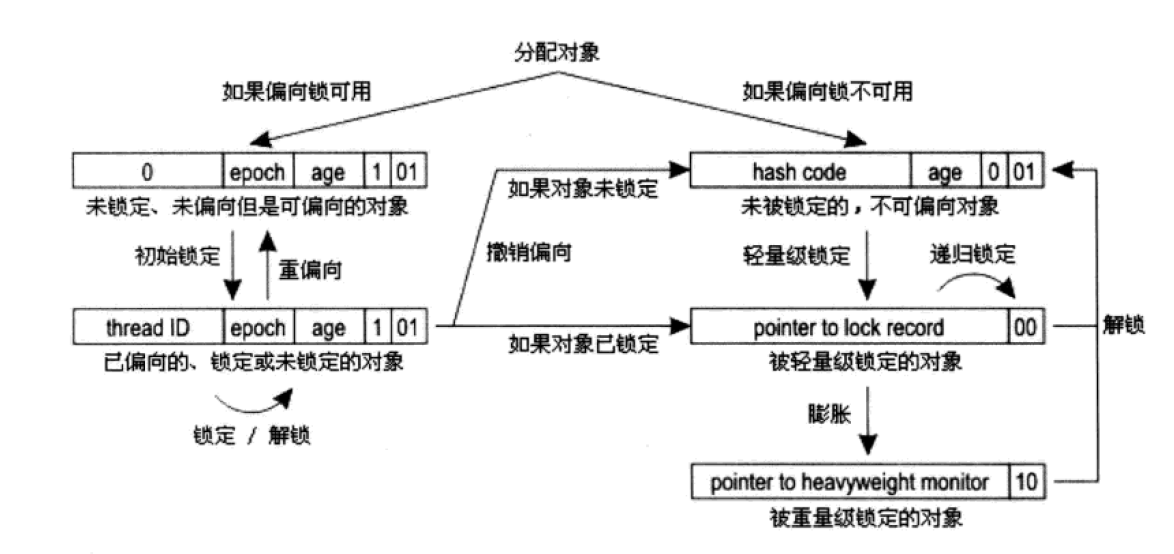 分配对象
如果偏向锁可用
如果偏向锁不可用
0 epoch age 1 01
hash code age 0 01
未锁定、未偏向但是可偏向的对象
如果对象未锁定
未被锁定的，不可偏向对象
初始锁定
重偏向
撤销偏向
轻量级锁定
递归锁定
thread ID epoch age 1 01
pointer to lock record 00
解锁
已偏向的、锁定或未锁定的对象
如果对象已锁定
被轻量级锁定的对象
锁定 / 解锁
膨胀
pointer to heavyweight monitor 10
被重量级锁定的对象